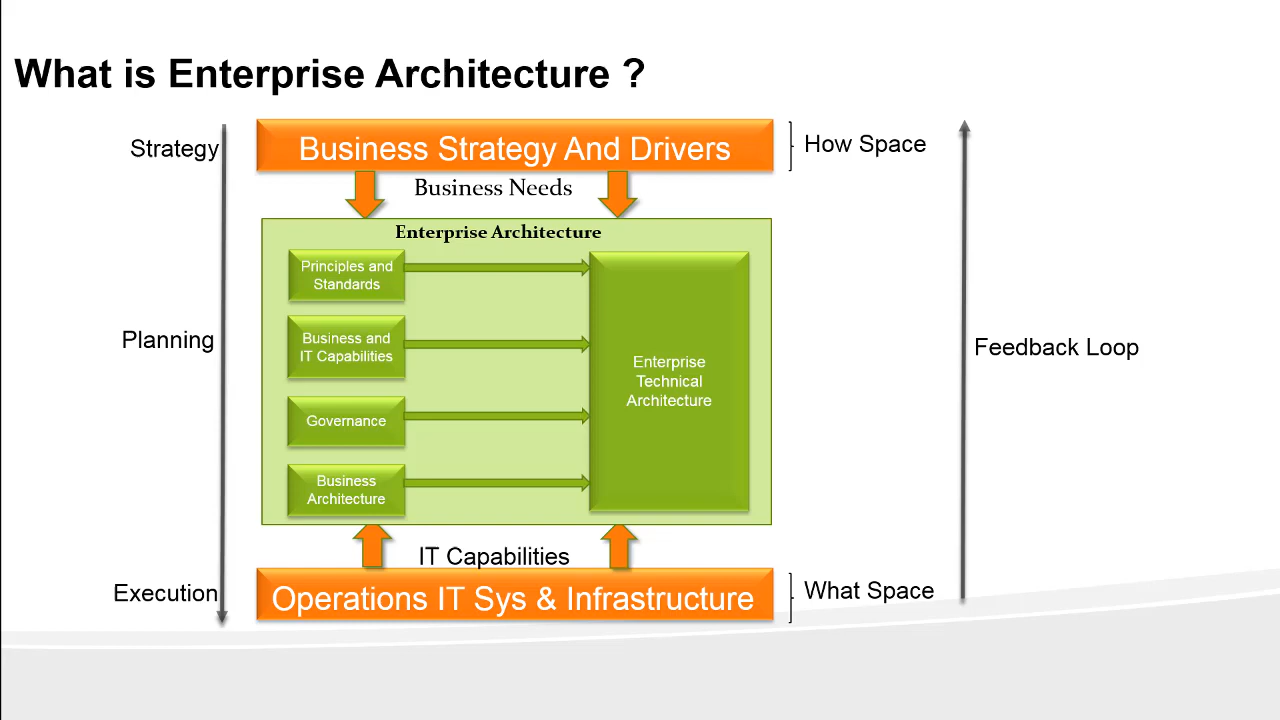 What is Enterprise Architecture ?
Strategy
Business Strategy And Drivers
How Space
Business Needs
Enterprise Architecture
Principles and
Standards
Business and
IT Capabilities
Governance
Business
Architecture
Enterprise
Technical
Architecture
Planning
Feedback Loop
IT Capabilities
Execution
Operations IT Sys & Infrastructure
What Space